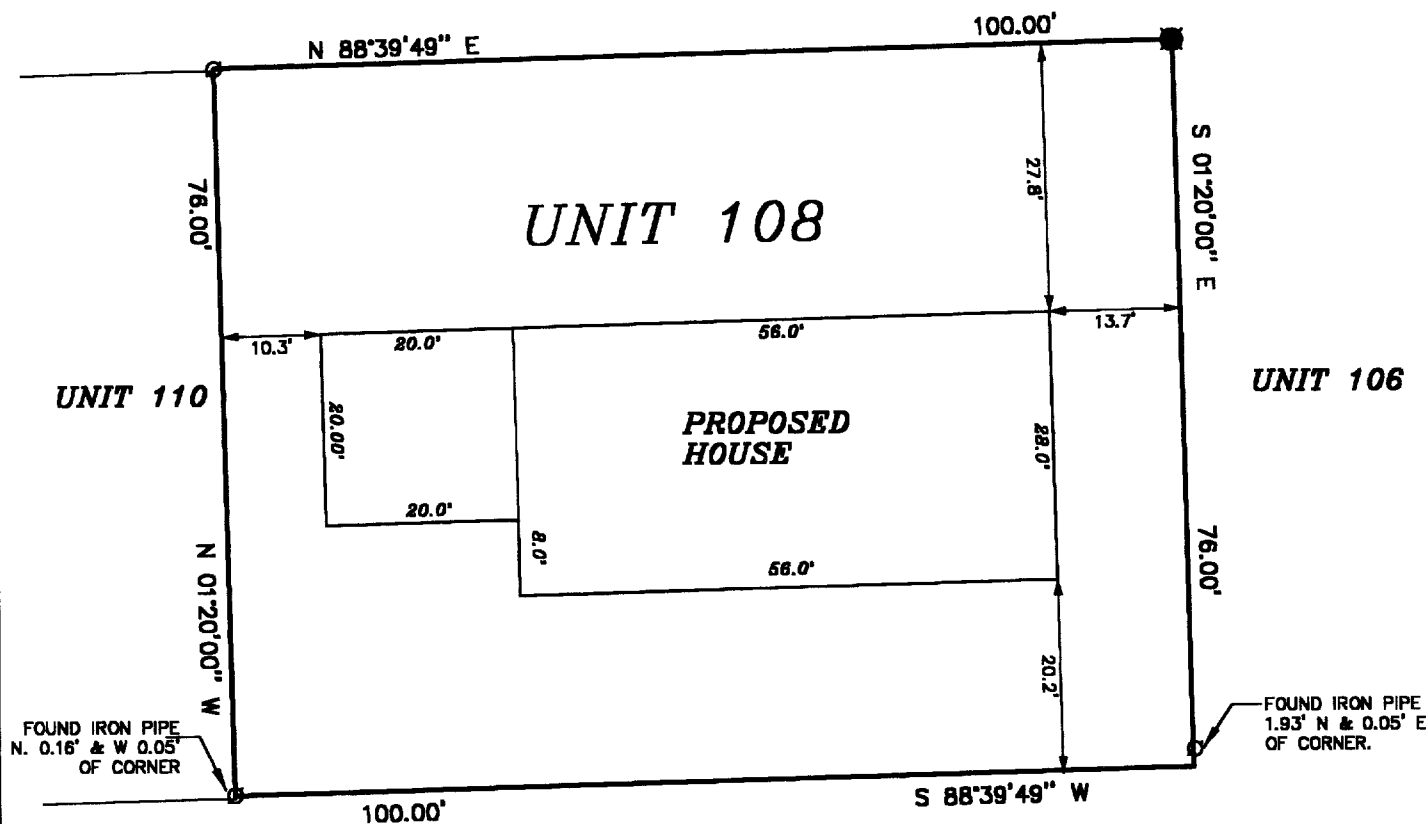 100.00'
N 88°39'49" E
S 01°20'00" E
27.8'
76.00'
UNIT 108
56.0'
13.7'
20.0'
10.3'
UNIT 106
UNIT 110
PROPOSED
HOUSE
20.00'
28.0'
20.0'
8.0'
56.0'
76.00'
N 01°20'00" W
20.2'
FOUND IRON PIPE
N. 0.16' & W 0.05'
OF CORNER
FOUND IRON PIPE
1.93' N & 0.05' E
OF CORNER.
S 88°39'49" W
100.00'